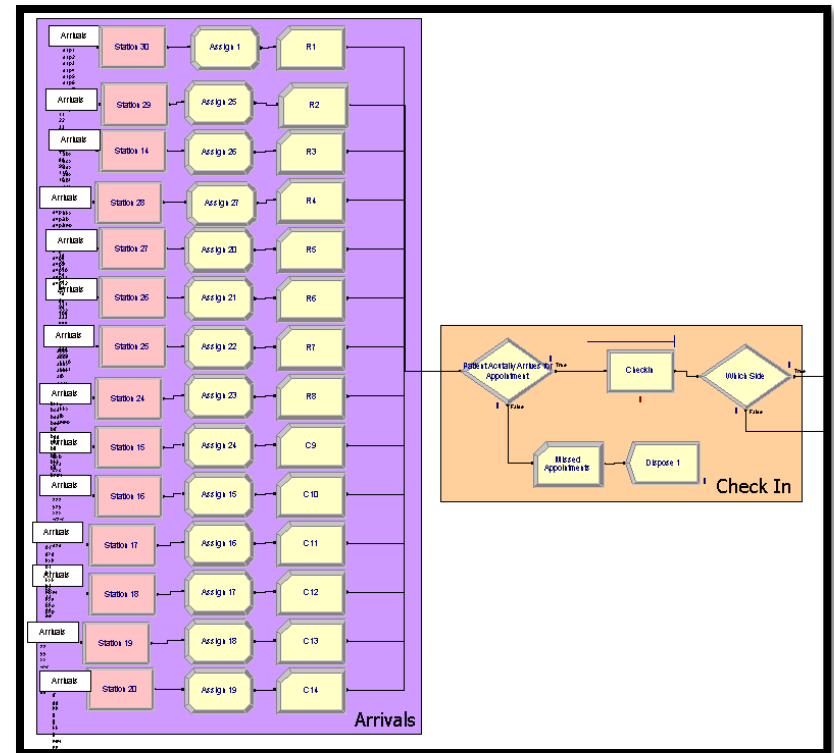 Arrivals
Station 30
Assign 1
R1
Arrivals
Station 29
Assign 25
R2
Arrivals
Station 14
Assign 26
R3
Arrivals
Station 28
Assign 27
R4
Arrivals
Station 27
Assign 20
R5
Arrivals
Station 26
Assign 21
R6
Arrivals
Station 25
Assign 22
R7
Arrivals
Station 24
Assign 23
R8
Arrivals
Station 15
Assign 24
C9
Arrivals
Station 16
Assign 15
C10
Arrivals
Station 17
Assign 16
C11
Arrivals
Station 18
Assign 17
C12
Arrivals
Station 19
Assign 18
C13
Arrivals
Station 20
Assign 19
C14
Arrivals
Patient Actually Arrives for
Appointment
True
False
CheckIn
Which Side
True
False
Missed
Appointments
Dispose 1
Check In